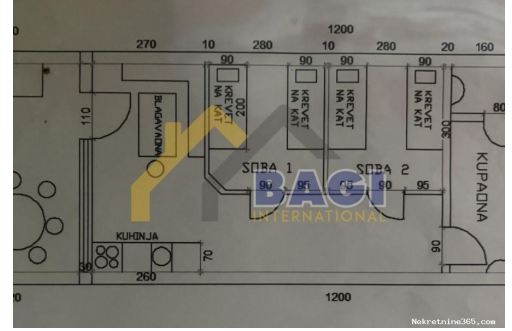 1200
270
10
280
10
280
20
160
90
90
90
90
110
BLAGAVAONA
KREVET
NA KAT
200
KREVET
NA KAT
KREVET
NA KAT
KREVET
NA KAT
300
80
SOBA 1
SOBA 2
KUPAONA
90
95
95
90
95
BAGI
INTERNATIONAL
KUHINJA
70
90
30
260
20
1200
Nekretnine365.com